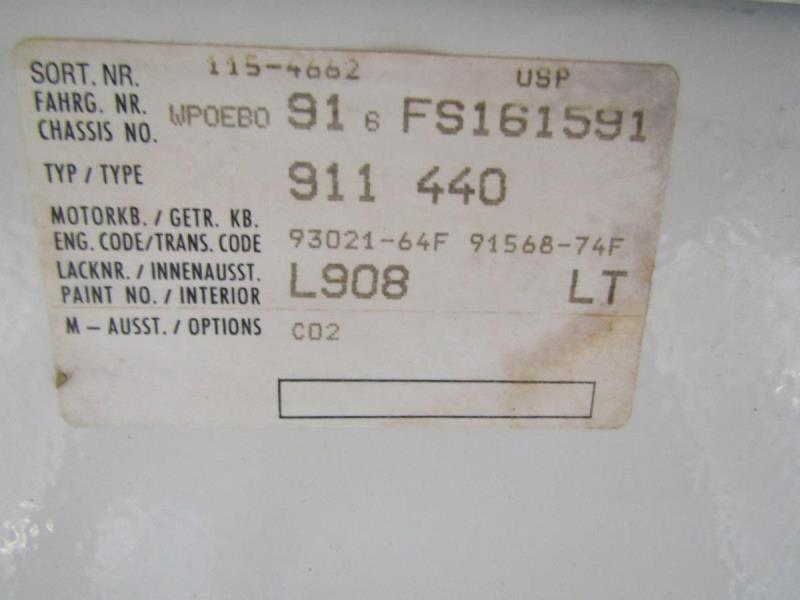 SORT. NR. 115-4662 USP
FAHRG. NR. WPOEBO 91 6 FS161591
CHASSIS NO.
TYP / TYPE 911 440
MOTORKB. / GETR. KB.
ENG. CODE/TRANS. CODE 93021-64F 91568-74F
LACKNR. / INNENAUSST. L908 LT
PAINT NO. / INTERIOR
M – AUSST. / OPTIONS C02